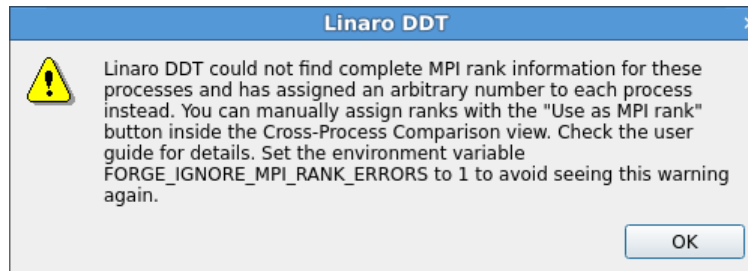 Linaro DDT
Linaro DDT could not find complete MPI rank information for these
processes and has assigned an arbitrary number to each process
instead. You can manually assign ranks with the "Use as MPI rank"
button inside the Cross-Process Comparison view. Check the user
guide for details. Set the environment variable
FORGE_IGNORE_MPI_RANK_ERRORS to 1 to avoid seeing this warning
again.
OK